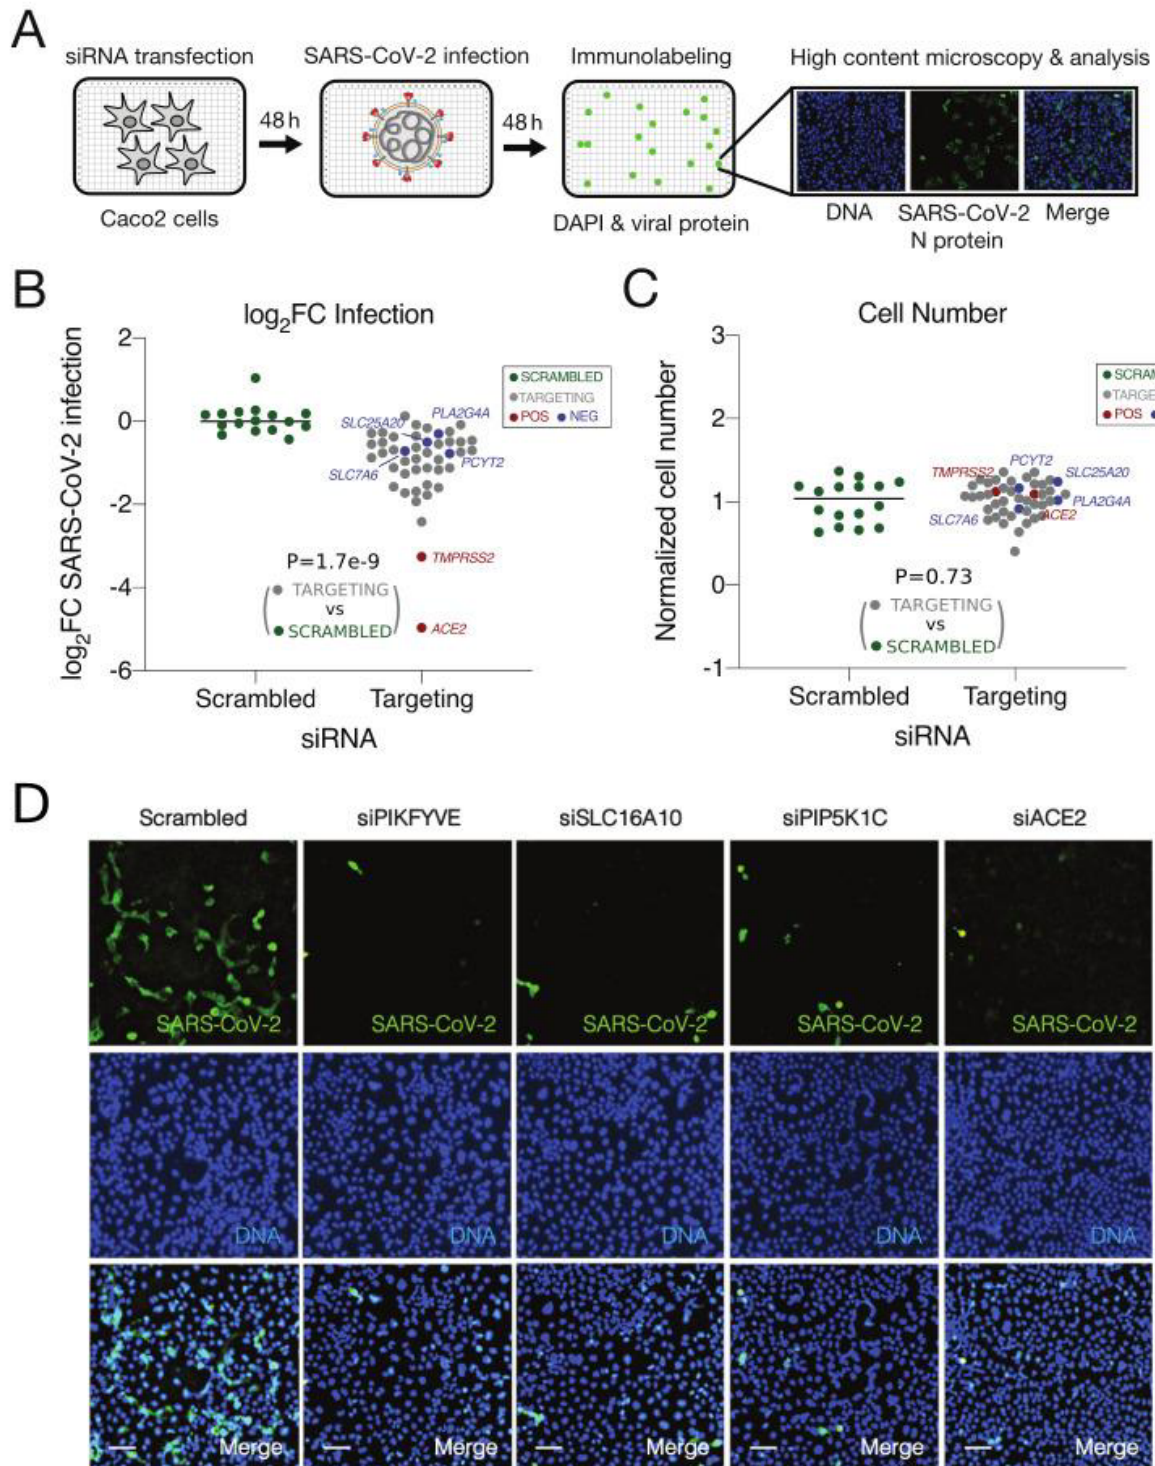 A
siRNA transfection
SARS-CoV-2 infection
Immunolabeling
High content microscopy & analysis
48 h
48 h
Caco2 cells
DAPI & viral protein
DNA
SARS-CoV-2
N protein
Merge
B
log2FC Infection
log2FC SARS-CoV-2 infection
2
0
-2
-4
-6
SCRAMBLED
TARGETING
POS NEG
SLC25A20
PLA2G4A
SLC7A6
PCYT2
TMPRSS2
ACE2
P=1.7e-9
TARGETING
vs
SCRAMBLED
Scrambled
Targeting
siRNA
C
Cell Number
Normalized cell number
3
2
1
0
-1
SCRAM
TARGE
POS
TMPRSS2
PCYT2
SLC25A20
PLA2G4A
SLC7A6
ACE2
P=0.73
TARGETING
vs
SCRAMBLED
Scrambled
Targeting
siRNA
D
Scrambled
siPIKFYVE
siSLC16A10
siPIP5K1C
siACE2
SARS-CoV-2
SARS-CoV-2
SARS-CoV-2
SARS-CoV-2
SARS-CoV-2
DNA
DNA
DNA
DNA
DNA
Merge
Merge
Merge
Merge
Merge